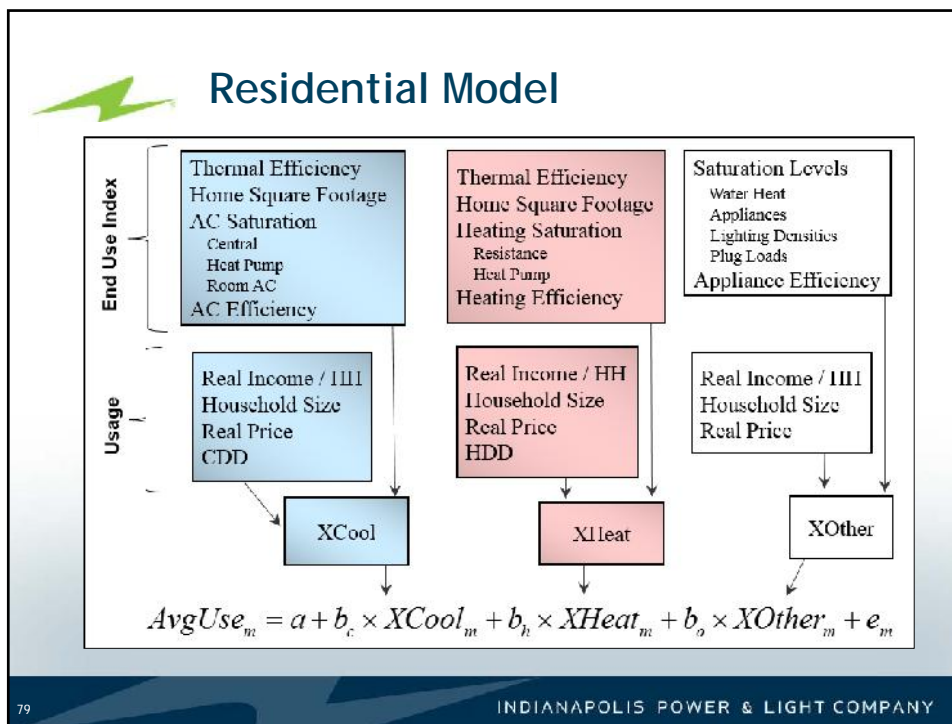 Residential Model
End Use Index
Thermal Efficiency
Home Square Footage
AC Saturation
Central
Heat Pump
Room AC
AC Efficiency
Thermal Efficiency
Home Square Footage
Heating Saturation
Resistance
Heat Pump
Heating Efficiency
Saturation Levels
Water Heat
Appliances
Lighting Densities
Plug Loads
Appliance Efficiency
Usage
Real Income / HH
Household Size
Real Price
CDD
Real Income / HH
Household Size
Real Price
HDD
Real Income / HH
Household Size
Real Price
XCool
XHeat
XOther
AvgUse_m = a + b_c × XCool_m + b_h × XHeat_m + b_o × XOther_m + e_m
79
INDIANAPOLIS POWER & LIGHT COMPANY